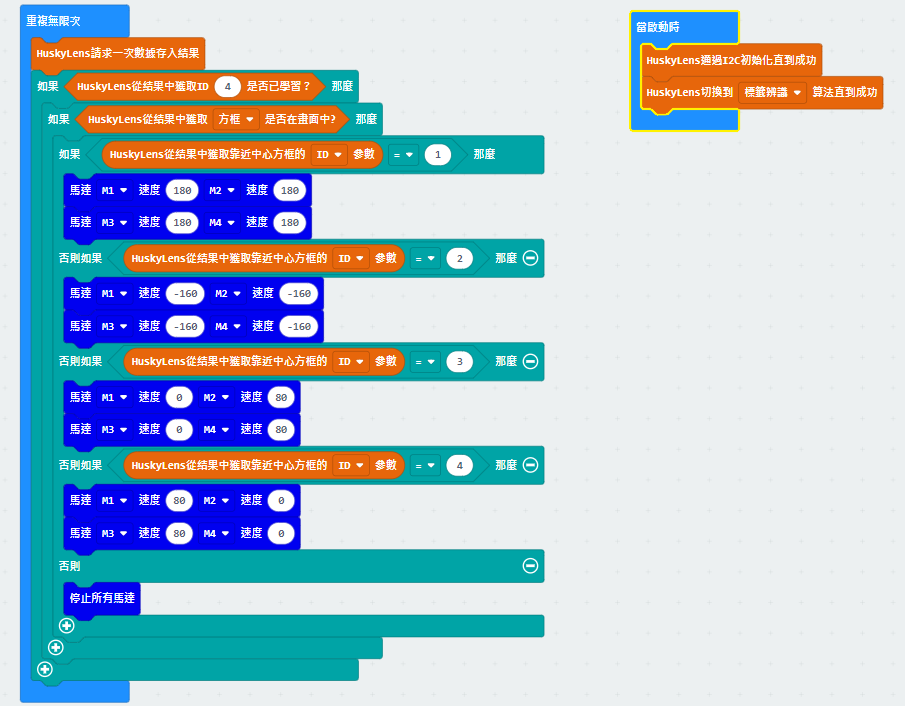 重複無限次
HuskyLens請求一次數據存入結果
如果 HuskyLens從結果中獲取ID 4 是否已學習？ 那麼
如果 HuskyLens從結果中獲取 方框 是否在畫面中? 那麼
如果 HuskyLens從結果中獲取靠近中心方框的 ID 參數 = 1 那麼
馬達 M1 速度 180 M2 速度 180
馬達 M3 速度 180 M4 速度 180
否則如果 HuskyLens從結果中獲取靠近中心方框的 ID 參數 = 2 那麼
馬達 M1 速度 -160 M2 速度 -160
馬達 M3 速度 -160 M4 速度 -160
否則如果 HuskyLens從結果中獲取靠近中心方框的 ID 參數 = 3 那麼
馬達 M1 速度 0 M2 速度 80
馬達 M3 速度 0 M4 速度 80
否則如果 HuskyLens從結果中獲取靠近中心方框的 ID 參數 = 4 那麼
馬達 M1 速度 80 M2 速度 0
馬達 M3 速度 80 M4 速度 0
否則
停止所有馬達
當啟動時
HuskyLens通過I2C初始化直到成功
HuskyLens切換到 標籤辨識 算法直到成功